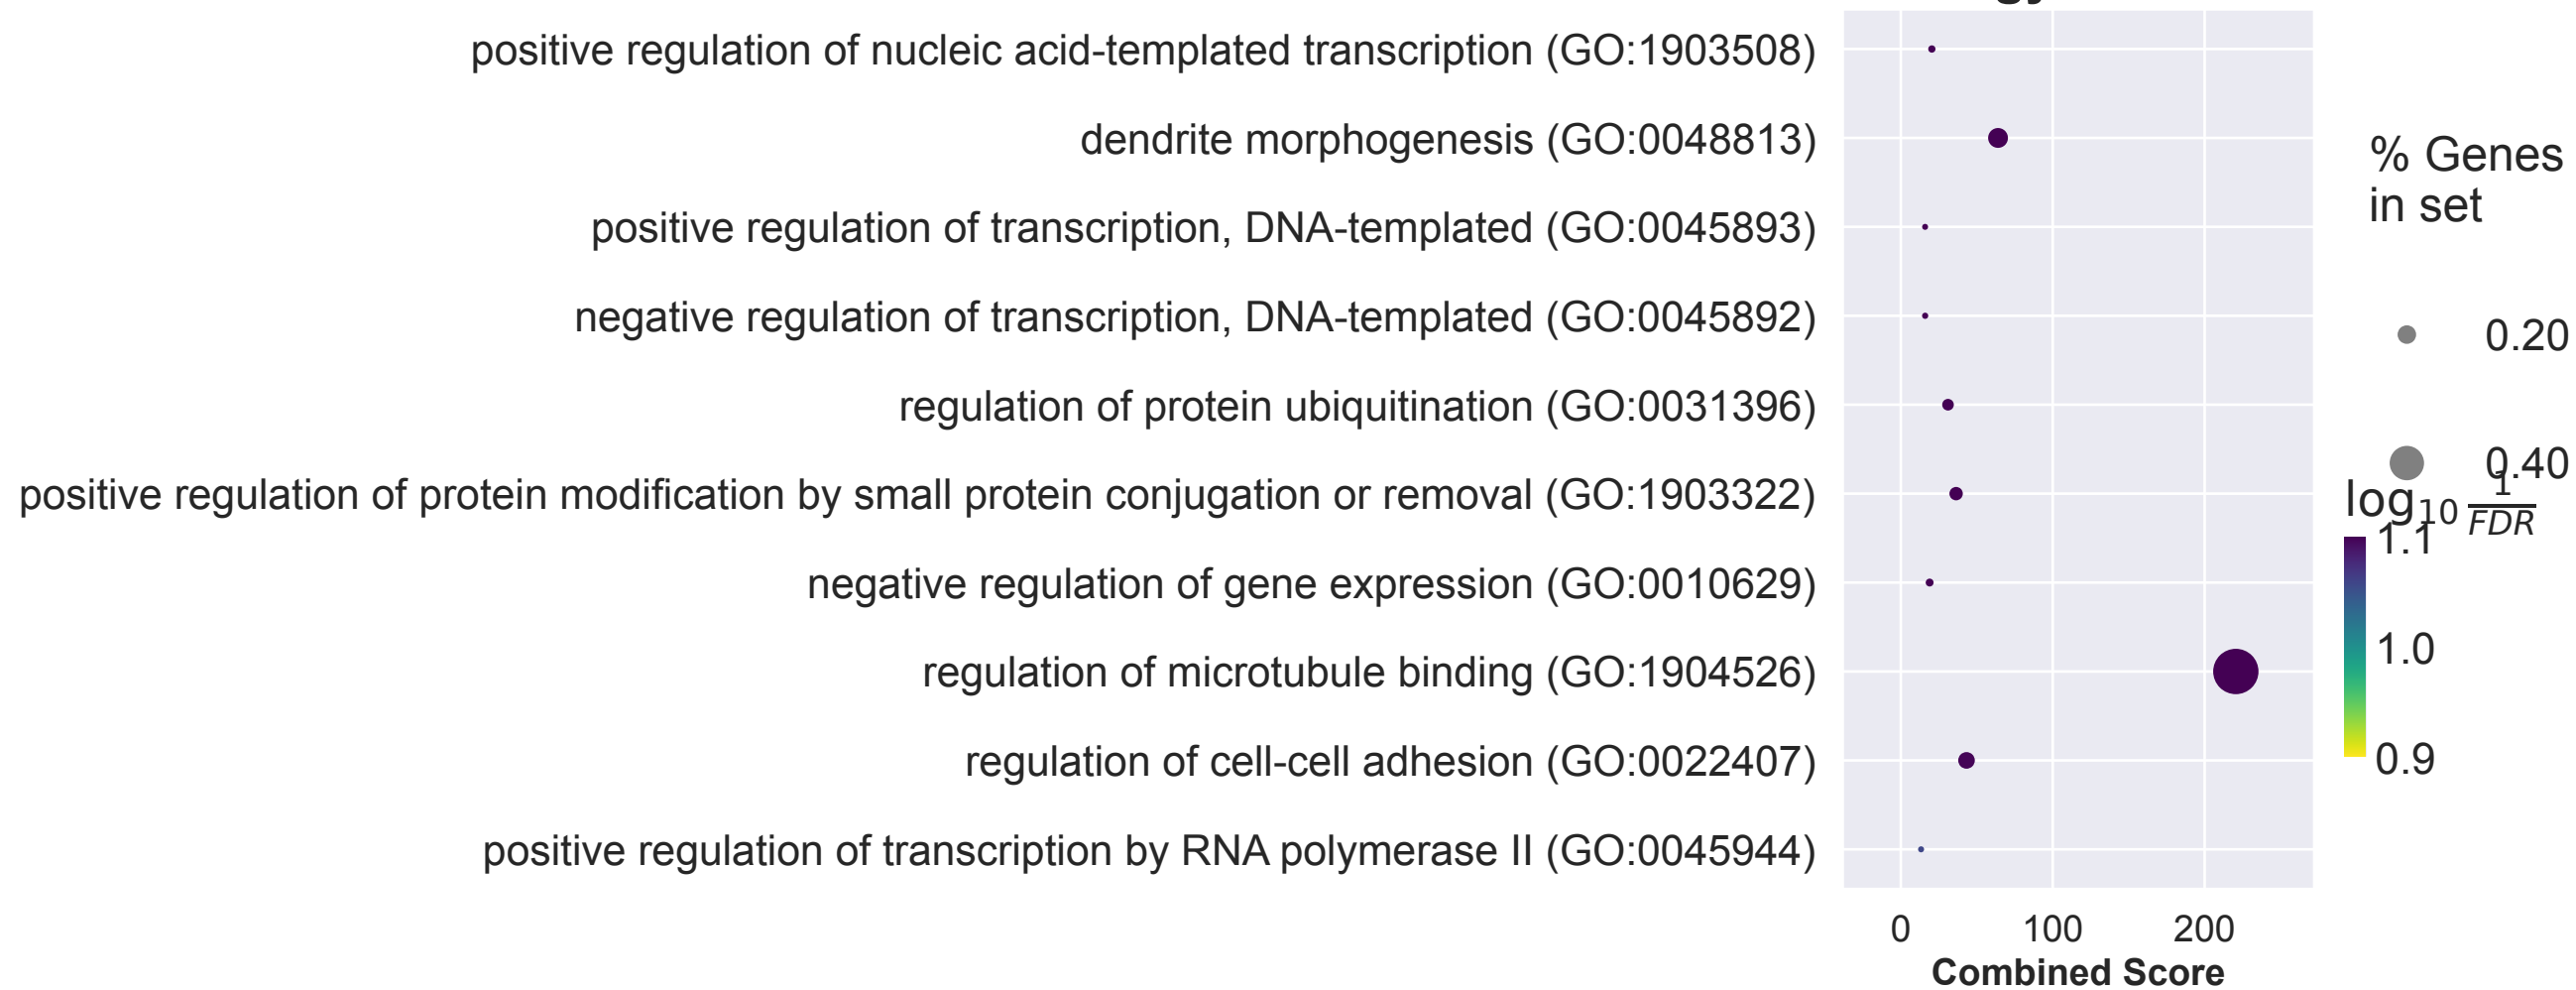 positive regulation of nucleic acid-templated transcription (GO:1903508)
dendrite morphogenesis (GO:0048813)
positive regulation of transcription, DNA-templated (GO:0045893)
negative regulation of transcription, DNA-templated (GO:0045892)
regulation of protein ubiquitination (GO:0031396)
positive regulation of protein modification by small protein conjugation or removal (GO:1903322)
negative regulation of gene expression (GO:0010629)
regulation of microtubule binding (GO:1904526)
regulation of cell-cell adhesion (GO:0022407)
positive regulation of transcription by RNA polymerase II (GO:0045944)
0 100 200
Combined Score
% Genes
in set
0.20
0.40
log₁₀ 1/FDR
1.1
1.0
0.9